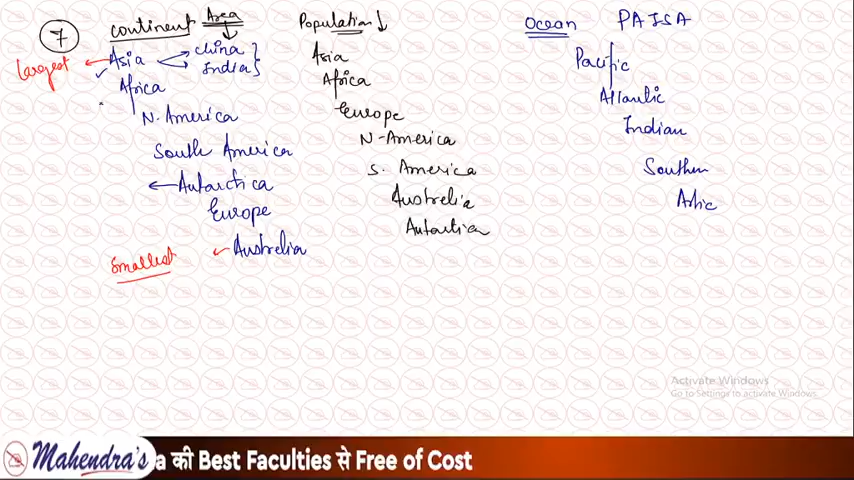 7
continent
Area
Largest
Asia
China
India
Africa
N. America
South America
Antarctica
Europe
Australia
Smallest
Population
Asia
Africa
Europe
N-America
S. America
Australia
Antartica
Ocean PAISA
Pacific
Atlantic
Indian
Southern
Artic
Activate Windows
Go to Settings to activate Windows.
Mahendra's a की Best Faculties से Free of Cost